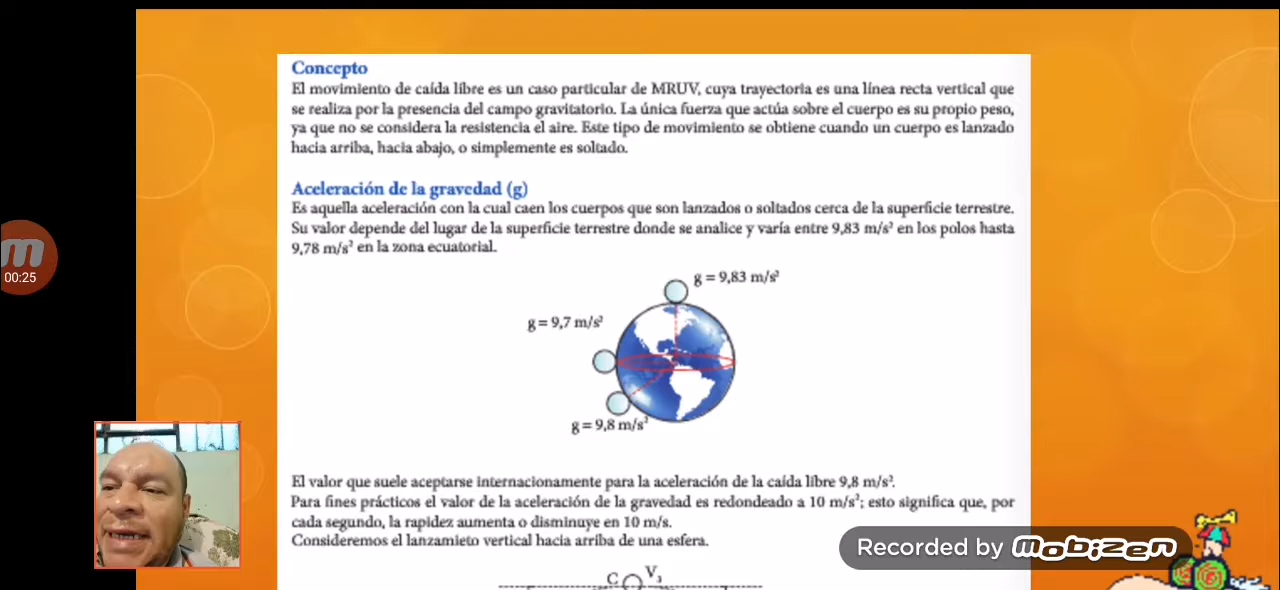 Concepto
El movimiento de caída libre es un caso particular de MRUV, cuya trayectoria es una línea recta vertical que
se realiza por la presencia del campo gravitatorio. La única fuerza que actúa sobre el cuerpo es su propio peso,
ya que no se considera la resistencia el aire. Este tipo de movimiento se obtiene cuando un cuerpo es lanzado
hacia arriba, hacia abajo, o simplemente es soltado.
Aceleración de la gravedad (g)
Es aquella aceleración con la cual caen los cuerpos que son lanzados o soltados cerca de la superficie terrestre.
Su valor depende del lugar de la superficie terrestre donde se analice y varía entre 9,83 m/s² en los polos hasta
9,78 m/s² en la zona ecuatorial.
g = 9,83 m/s²
g = 9,7 m/s²
g = 9,8 m/s²
m
00:25
El valor que suele aceptarse internacionamente para la aceleración de la caída libre 9,8 m/s².
Para fines prácticos el valor de la aceleración de la gravedad es redondeado a 10 m/s²; esto significa que, por
cada segundo, la rapidez aumenta o disminuye en 10 m/s.
Consideremos el lanzamieto vertical hacia arriba de una esfera.
Recorded by mobizen
C V₃